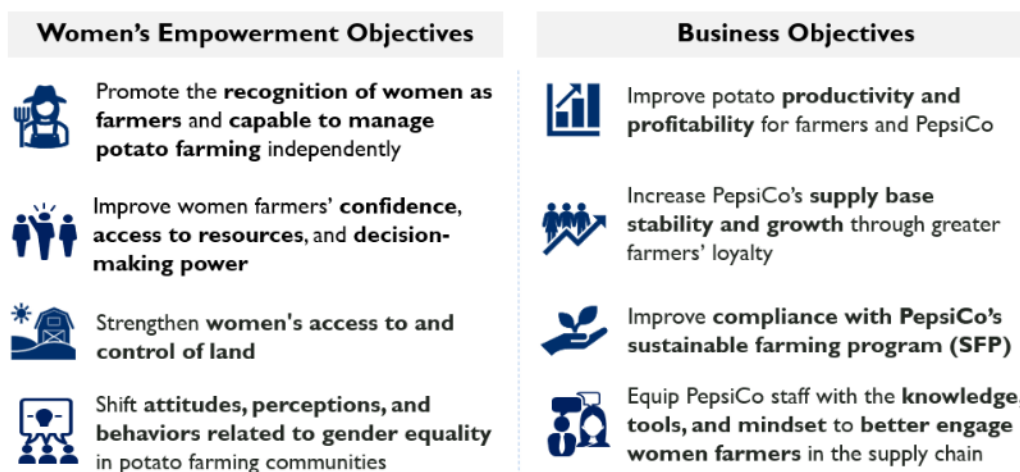 Women's Empowerment Objectives
Promote the recognition of women as
farmers and capable to manage
potato farming independently
Improve women farmers' confidence,
access to resources, and decision-
making power
Strengthen women's access to and
control of land
Shift attitudes, perceptions, and
behaviors related to gender equality
in potato farming communities
Business Objectives
Improve potato productivity and
profitability for farmers and PepsiCo
Increase PepsiCo's supply base
stability and growth through greater
farmers' loyalty
Improve compliance with PepsiCo's
sustainable farming program (SFP)
Equip PepsiCo staff with the knowledge,
tools, and mindset to better engage
women farmers in the supply chain